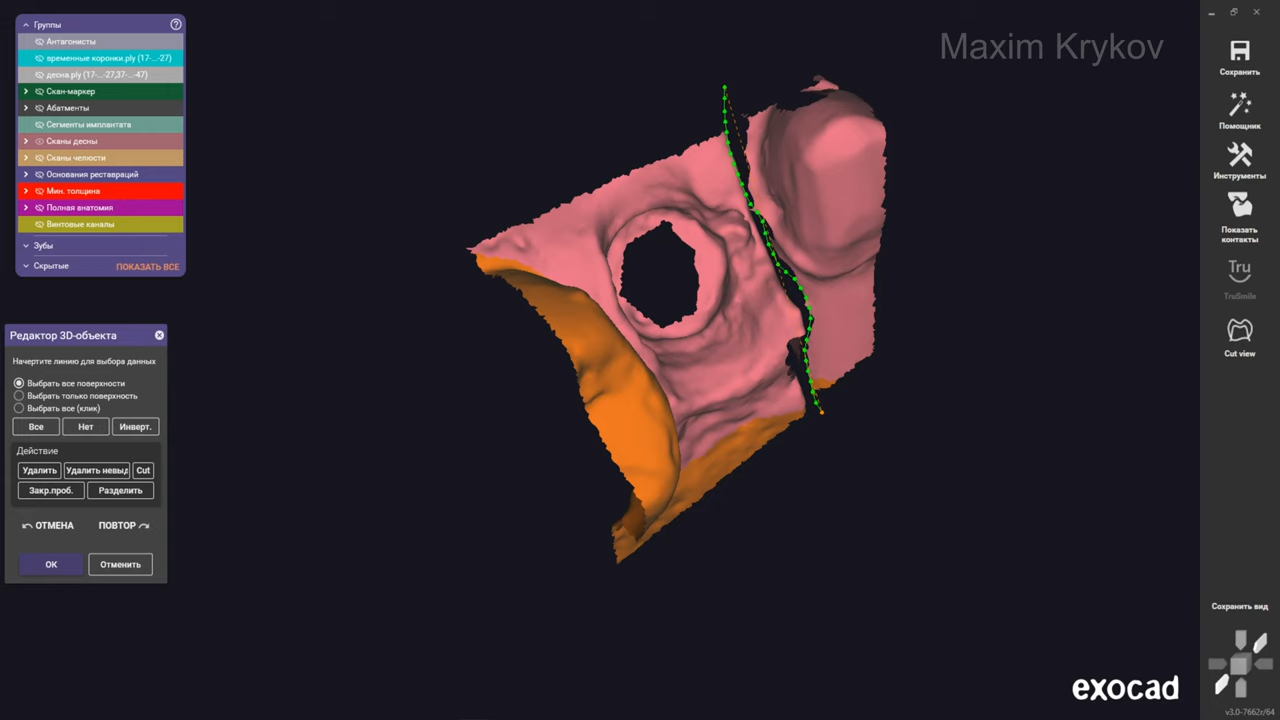 Группы
Антагонисты
временные коронки.ply (17-...-27)
десна.ply (17-...-27,37-...-47)
Скан-маркер
Абатменты
Сегменты имплантата
Сканы десны
Сканы челюсти
Основания реставраций
Мин. толщина
Полная анатомия
Винтовые каналы
Зубы
Скрытые ПОКАЗАТЬ ВСЕ
Редактор 3D-объекта
Начертите линию для выбора данных
Выбрать все поверхности
Выбрать только поверхность
Выбрать все (клик)
Все Нет Инверт.
Действие
Удалить Удалить невыд Cut
Закр.проб. Разделить
ОТМЕНА ПОВТОР
ОК Отменить
Maxim Krykov
Сохранить
Помощник
Инструменты
Показать
контакты
Tru
TruSmile
Cut view
Сохранить вид
exocad
v3.0-7662r/64